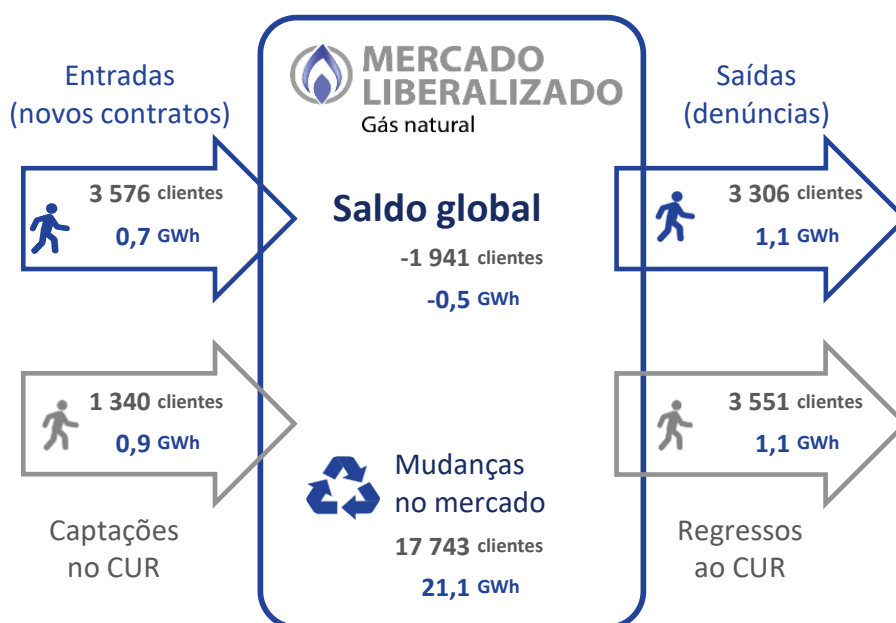 Entradas
(novos contratos)
3 576 clientes
0,7 GWh
1 340 clientes
0,9 GWh
Captações
no CUR
MERCADO
LIBERALIZADO
Gás natural
Saldo global
-1 941 clientes
-0,5 GWh
Mudanças
no mercado
17 743 clientes
21,1 GWh
Saídas
(denúncias)
3 306 clientes
1,1 GWh
3 551 clientes
1,1 GWh
Regressos
ao CUR